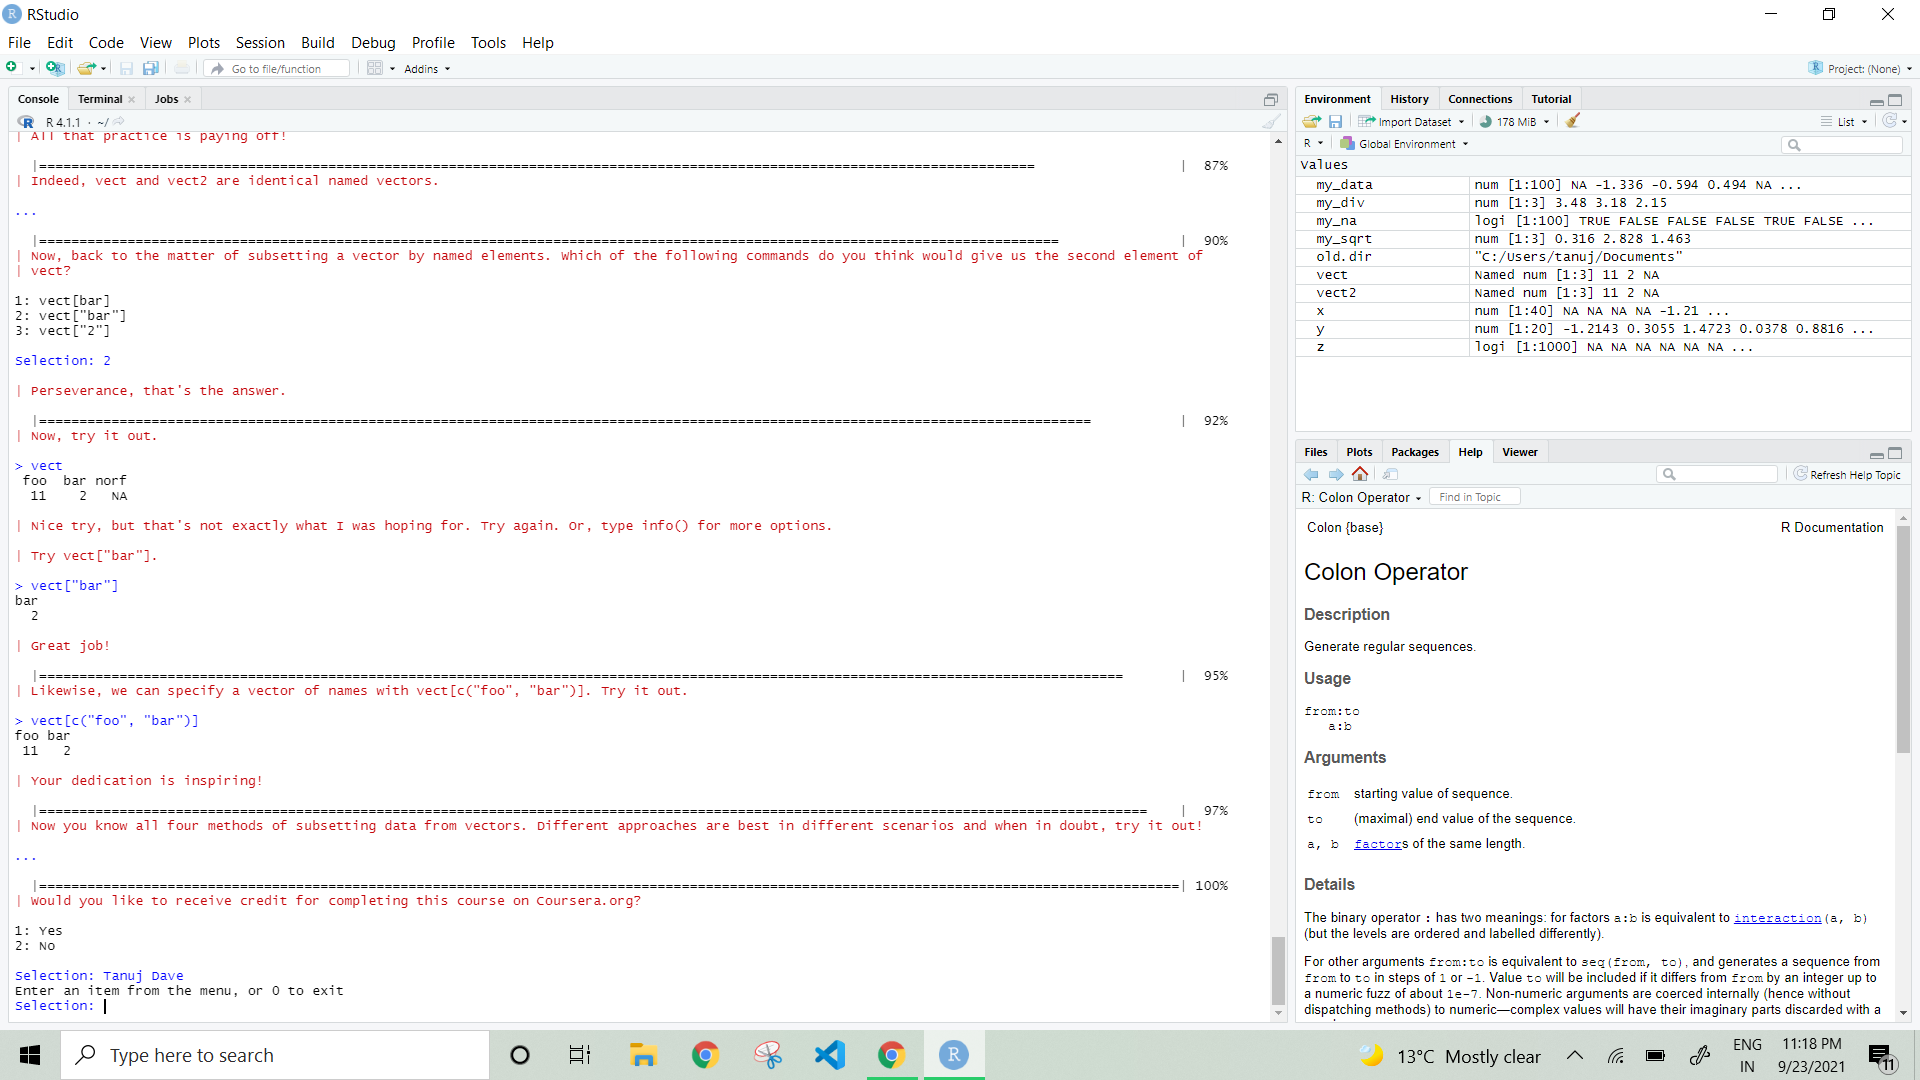 RStudio
File Edit Code View Plots Session Build Debug Profile Tools Help
Go to file/function Addins Project: (None)
Console Terminal Jobs
R 4.1.1 · ~/
| All that practice is paying off!
|=====| 87%
| Indeed, vect and vect2 are identical named vectors.
...
|=====| 90%
| Now, back to the matter of subsetting a vector by named elements. Which of the following commands do you think would give us the second element of
| vect?
1: vect[bar]
2: vect["bar"]
3: vect["2"]
Selection: 2
| Perseverance, that's the answer.
|=====| 92%
| Now, try it out.
> vect
foo bar norf
11 2 NA
| Nice try, but that's not exactly what I was hoping for. Try again. Or, type info() for more options.
| Try vect["bar"].
> vect["bar"]
bar
2
| Great job!
|=====| 95%
| Likewise, we can specify a vector of names with vect[c("foo", "bar")]. Try it out.
> vect[c("foo", "bar")]
foo bar
11 2
| Your dedication is inspiring!
|=====| 97%
| Now you know all four methods of subsetting data from vectors. Different approaches are best in different scenarios and when in doubt, try it out!
...
|=====| 100%
| Would you like to receive credit for completing this course on Coursera.org?
1: Yes
2: No
Selection: Tanuj Dave
Enter an item from the menu, or 0 to exit
Selection:
Environment History Connections Tutorial
Import Dataset 178 MiB List
R Global Environment
Values
my_data num [1:100] NA -1.336 -0.594 0.494 NA ...
my_div num [1:3] 3.48 3.18 2.15
my_na logi [1:100] TRUE FALSE FALSE FALSE TRUE FALSE ...
my_sqrt num [1:3] 0.316 2.828 1.463
old.dir "C:/Users/tanuj/Documents"
vect Named num [1:3] 11 2 NA
vect2 Named num [1:3] 11 2 NA
x num [1:40] NA NA NA NA -1.21 ...
y num [1:20] -1.2143 0.3055 1.4723 0.0378 0.8816 ...
z logi [1:1000] NA NA NA NA NA NA ...
Files Plots Packages Help Viewer
Refresh Help Topic
R: Colon Operator Find in Topic
Colon {base} R Documentation
Colon Operator
Description
Generate regular sequences.
Usage
from:to
a:b
Arguments
from starting value of sequence.
to (maximal) end value of the sequence.
a, b factors of the same length.
Details
The binary operator : has two meanings: for factors a:b is equivalent to interaction(a, b)
(but the levels are ordered and labelled differently).
For other arguments from:to is equivalent to seq(from, to), and generates a sequence from
from to to in steps of 1 or -1. Value to will be included if it differs from from by an integer up to
a numeric fuzz of about 1e-7. Non-numeric arguments are coerced internally (hence without
dispatching methods) to numeric—complex values will have their imaginary parts discarded with a
Type here to search
13°C Mostly clear
ENG
IN
11:18 PM
9/23/2021
11